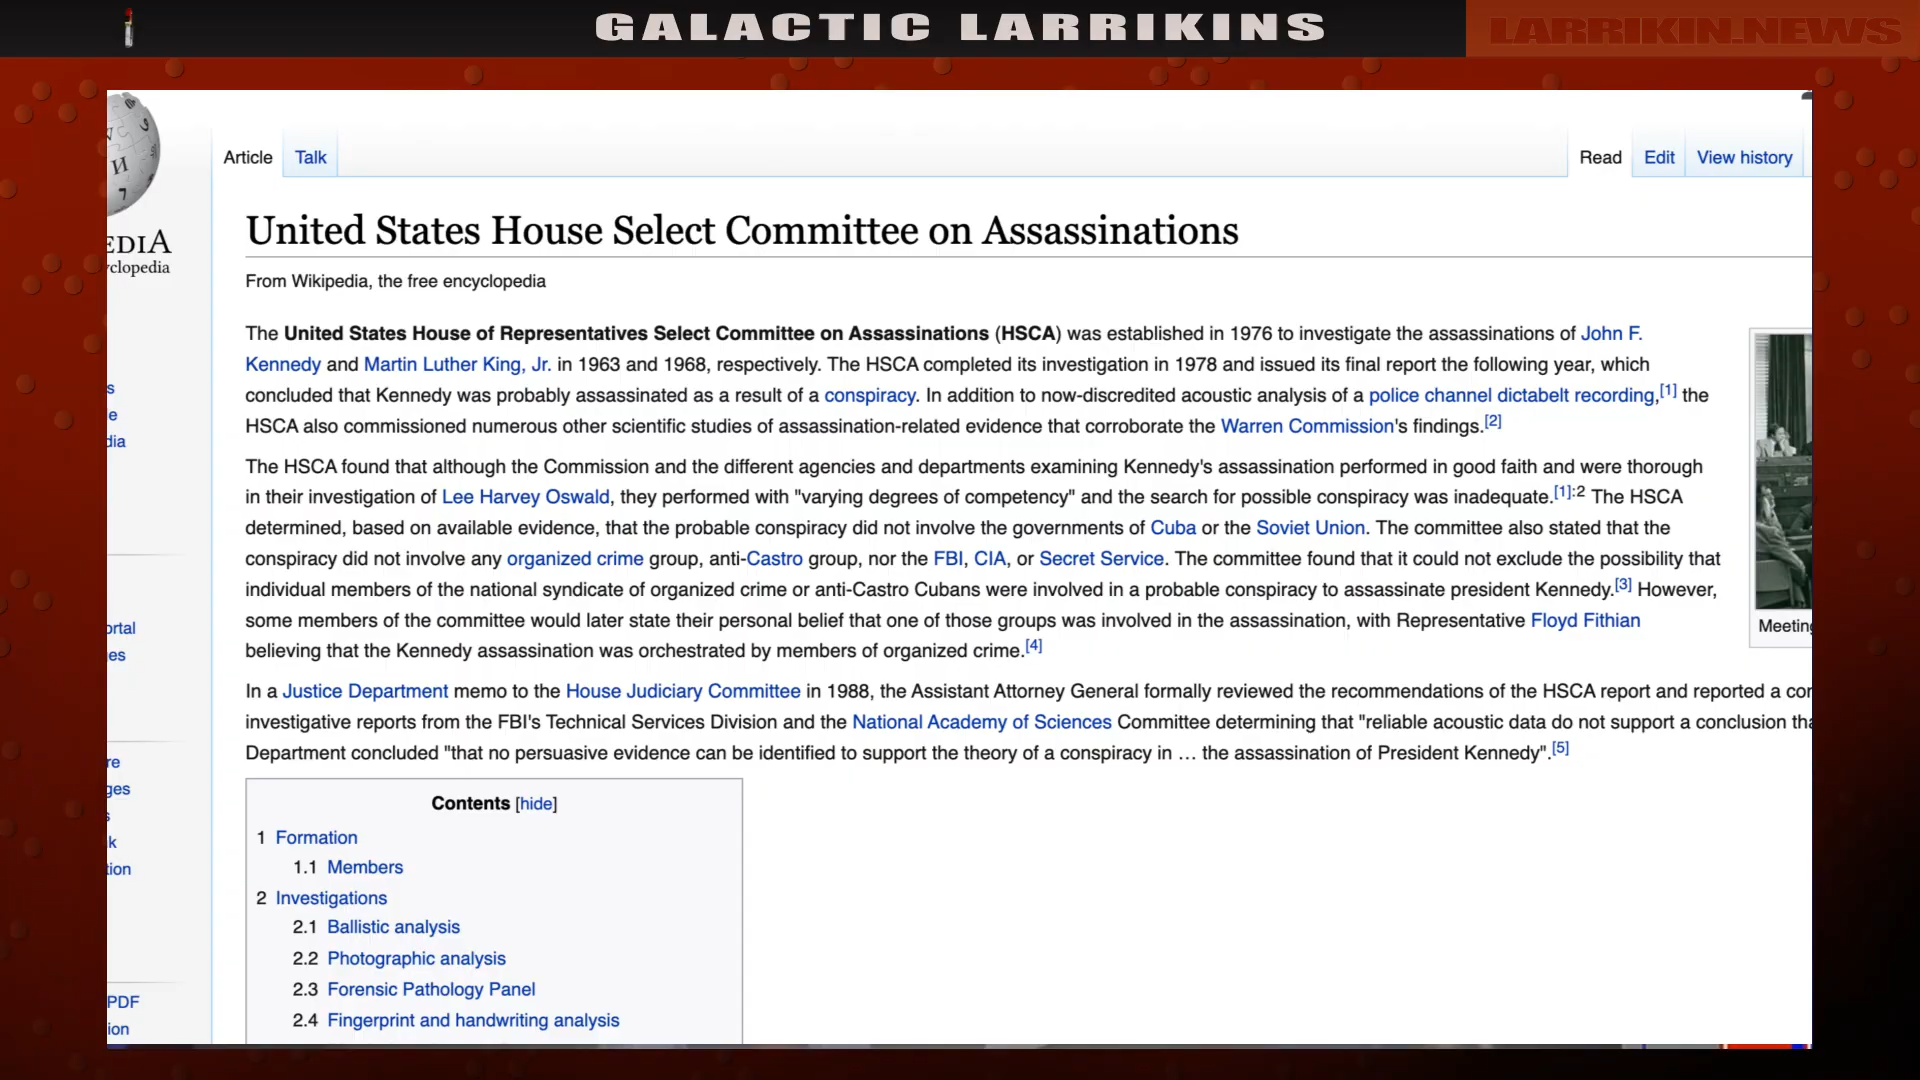 GALACTIC LARRIKINS
LARRIKIN.NEWS
Article
Talk
Read
Edit
View history
EDIA
clopedia
United States House Select Committee on Assassinations
From Wikipedia, the free encyclopedia
The United States House of Representatives Select Committee on Assassinations (HSCA) was established in 1976 to investigate the assassinations of John F.
Kennedy and Martin Luther King, Jr. in 1963 and 1968, respectively. The HSCA completed its investigation in 1978 and issued its final report the following year, which
concluded that Kennedy was probably assassinated as a result of a conspiracy. In addition to now-discredited acoustic analysis of a police channel dictabelt recording,[1] the
HSCA also commissioned numerous other scientific studies of assassination-related evidence that corroborate the Warren Commission's findings.[2]
The HSCA found that although the Commission and the different agencies and departments examining Kennedy's assassination performed in good faith and were thorough
in their investigation of Lee Harvey Oswald, they performed with "varying degrees of competency" and the search for possible conspiracy was inadequate.[1]:2 The HSCA
determined, based on available evidence, that the probable conspiracy did not involve the governments of Cuba or the Soviet Union. The committee also stated that the
conspiracy did not involve any organized crime group, anti-Castro group, nor the FBI, CIA, or Secret Service. The committee found that it could not exclude the possibility that
individual members of the national syndicate of organized crime or anti-Castro Cubans were involved in a probable conspiracy to assassinate president Kennedy.[3] However,
some members of the committee would later state their personal belief that one of those groups was involved in the assassination, with Representative Floyd Fithian
believing that the Kennedy assassination was orchestrated by members of organized crime.[4]
Meeting
In a Justice Department memo to the House Judiciary Committee in 1988, the Assistant Attorney General formally reviewed the recommendations of the HSCA report and reported a cor
investigative reports from the FBI's Technical Services Division and the National Academy of Sciences Committee determining that "reliable acoustic data do not support a conclusion tha
Department concluded "that no persuasive evidence can be identified to support the theory of a conspiracy in … the assassination of President Kennedy".[5]
Contents [hide]
1 Formation
1.1 Members
2 Investigations
2.1 Ballistic analysis
2.2 Photographic analysis
2.3 Forensic Pathology Panel
2.4 Fingerprint and handwriting analysis
s
e
dia
ortal
es
re
ges
s
k
tion
PDF
ion